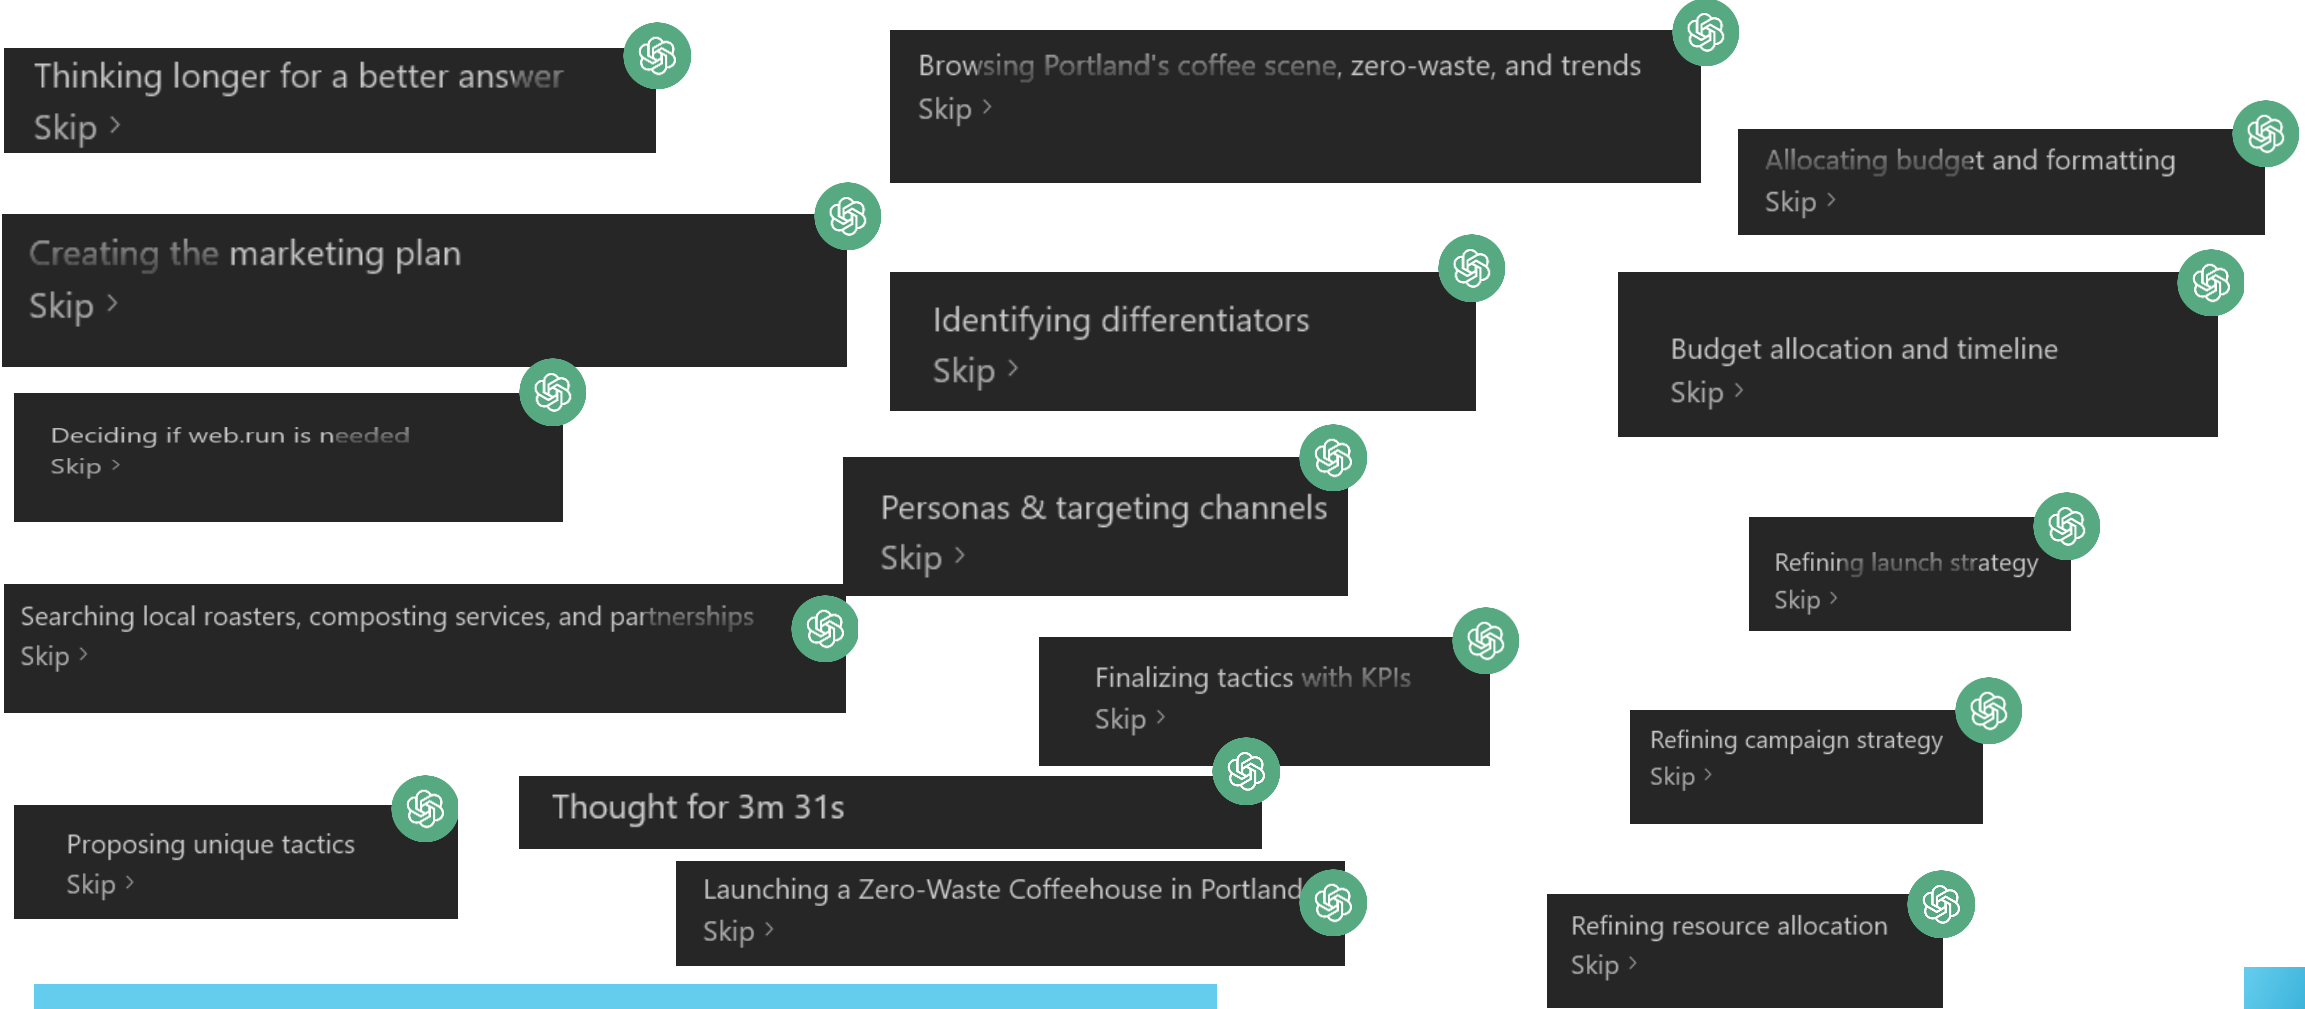 Thinking longer for a better answer
Skip >
Browsing Portland's coffee scene, zero-waste, and trends
Skip >
Allocating budget and formatting
Skip >
Creating the marketing plan
Skip >
Identifying differentiators
Skip >
Budget allocation and timeline
Skip >
Deciding if web.run is needed
Skip >
Personas & targeting channels
Skip >
Refining launch strategy
Skip >
Searching local roasters, composting services, and partnerships
Skip >
Finalizing tactics with KPIs
Skip >
Refining campaign strategy
Skip >
Proposing unique tactics
Skip >
Thought for 3m 31s
Launching a Zero-Waste Coffeehouse in Portland
Skip >
Refining resource allocation
Skip >